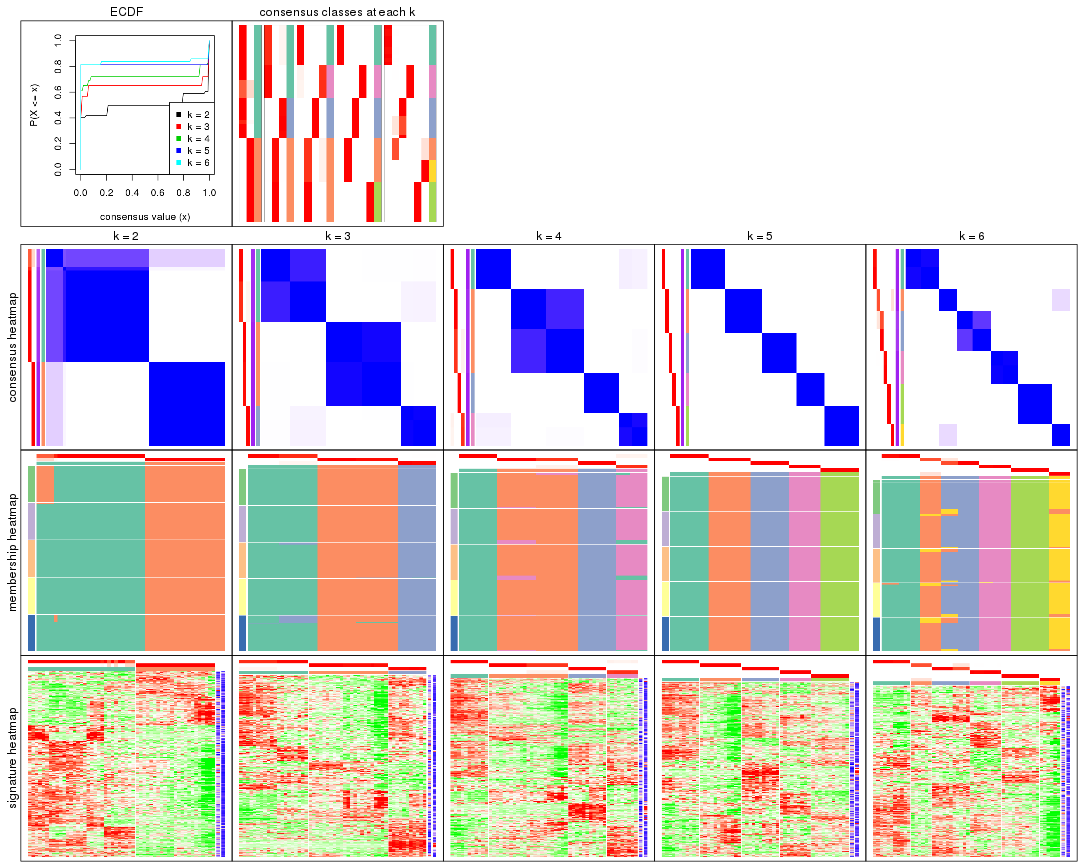 ECDF
consensus classes at each k
P(X <= x)
1.0
0.8
0.6
0.4
0.2
0.0
k = 2
k = 3
k = 4
k = 5
k = 6
0.0 0.2 0.4 0.6 0.8 1.0
consensus value (x)
k = 2
k = 3
k = 4
k = 5
k = 6
consensus heatmap
membership heatmap
signature heatmap